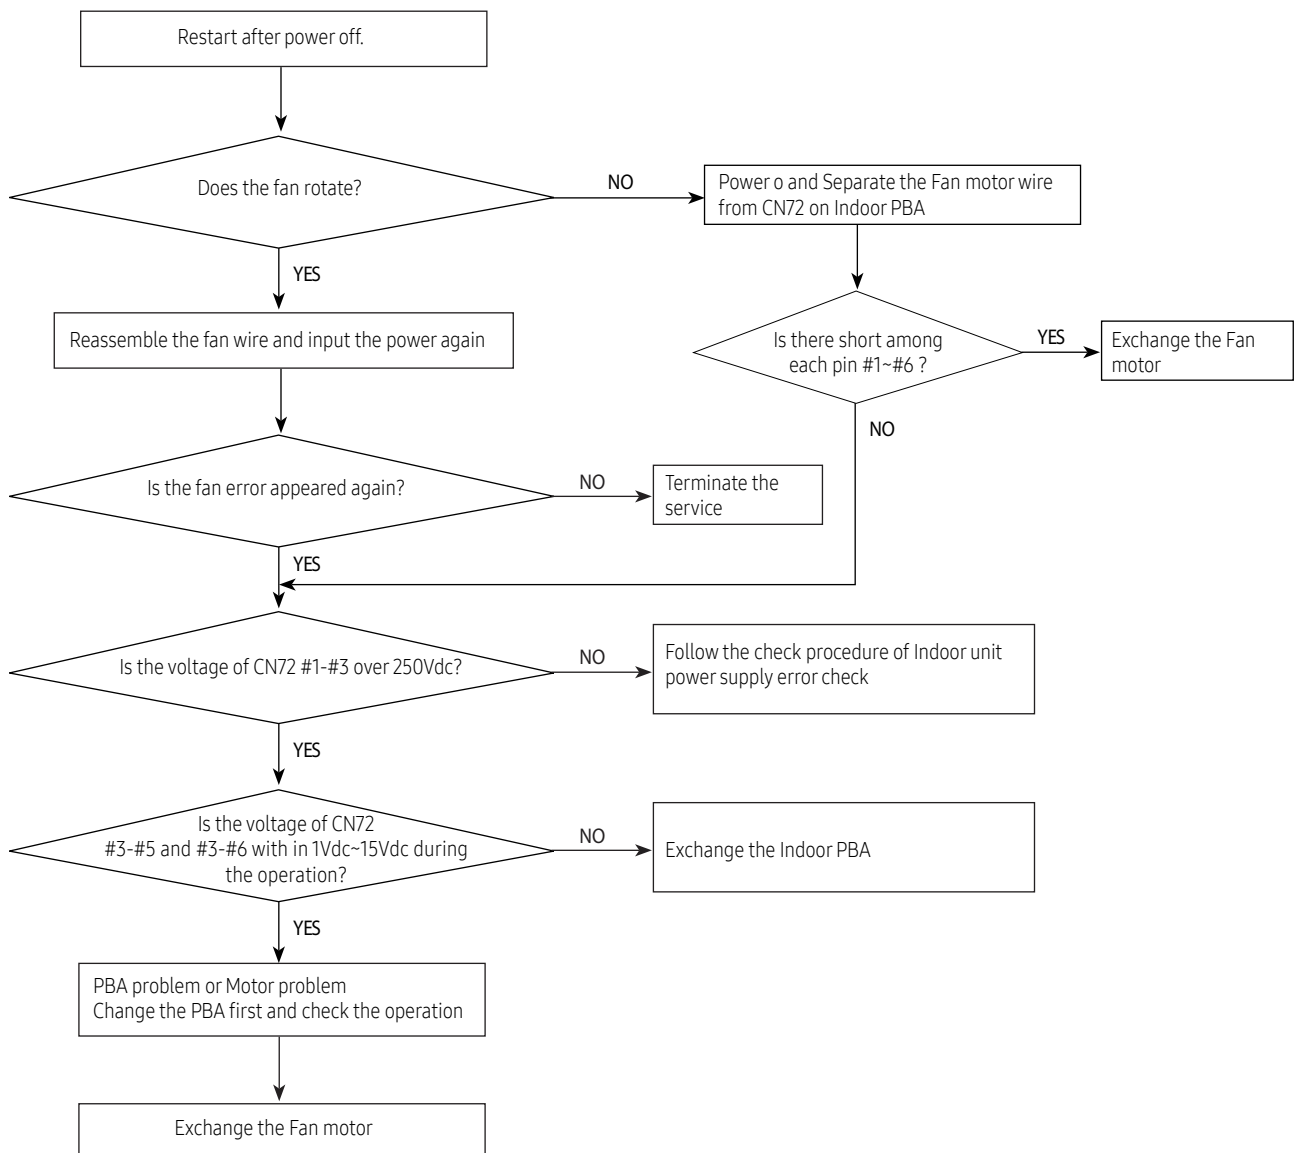 Restart after power off.
Does the fan rotate?
NO
Power o and Separate the Fan motor wire
from CN72 on Indoor PBA
YES
Reassemble the fan wire and input the power again
Is there short among
each pin #1~#6 ?
YES
Exchange the Fan
motor
NO
Is the fan error appeared again?
NO
Terminate the
service
YES
Is the voltage of CN72 #1-#3 over 250Vdc?
NO
Follow the check procedure of Indoor unit
power supply error check
YES
Is the voltage of CN72
#3-#5 and #3-#6 with in 1Vdc~15Vdc during
the operation?
NO
Exchange the Indoor PBA
YES
PBA problem or Motor problem
Change the PBA first and check the operation
Exchange the Fan motor